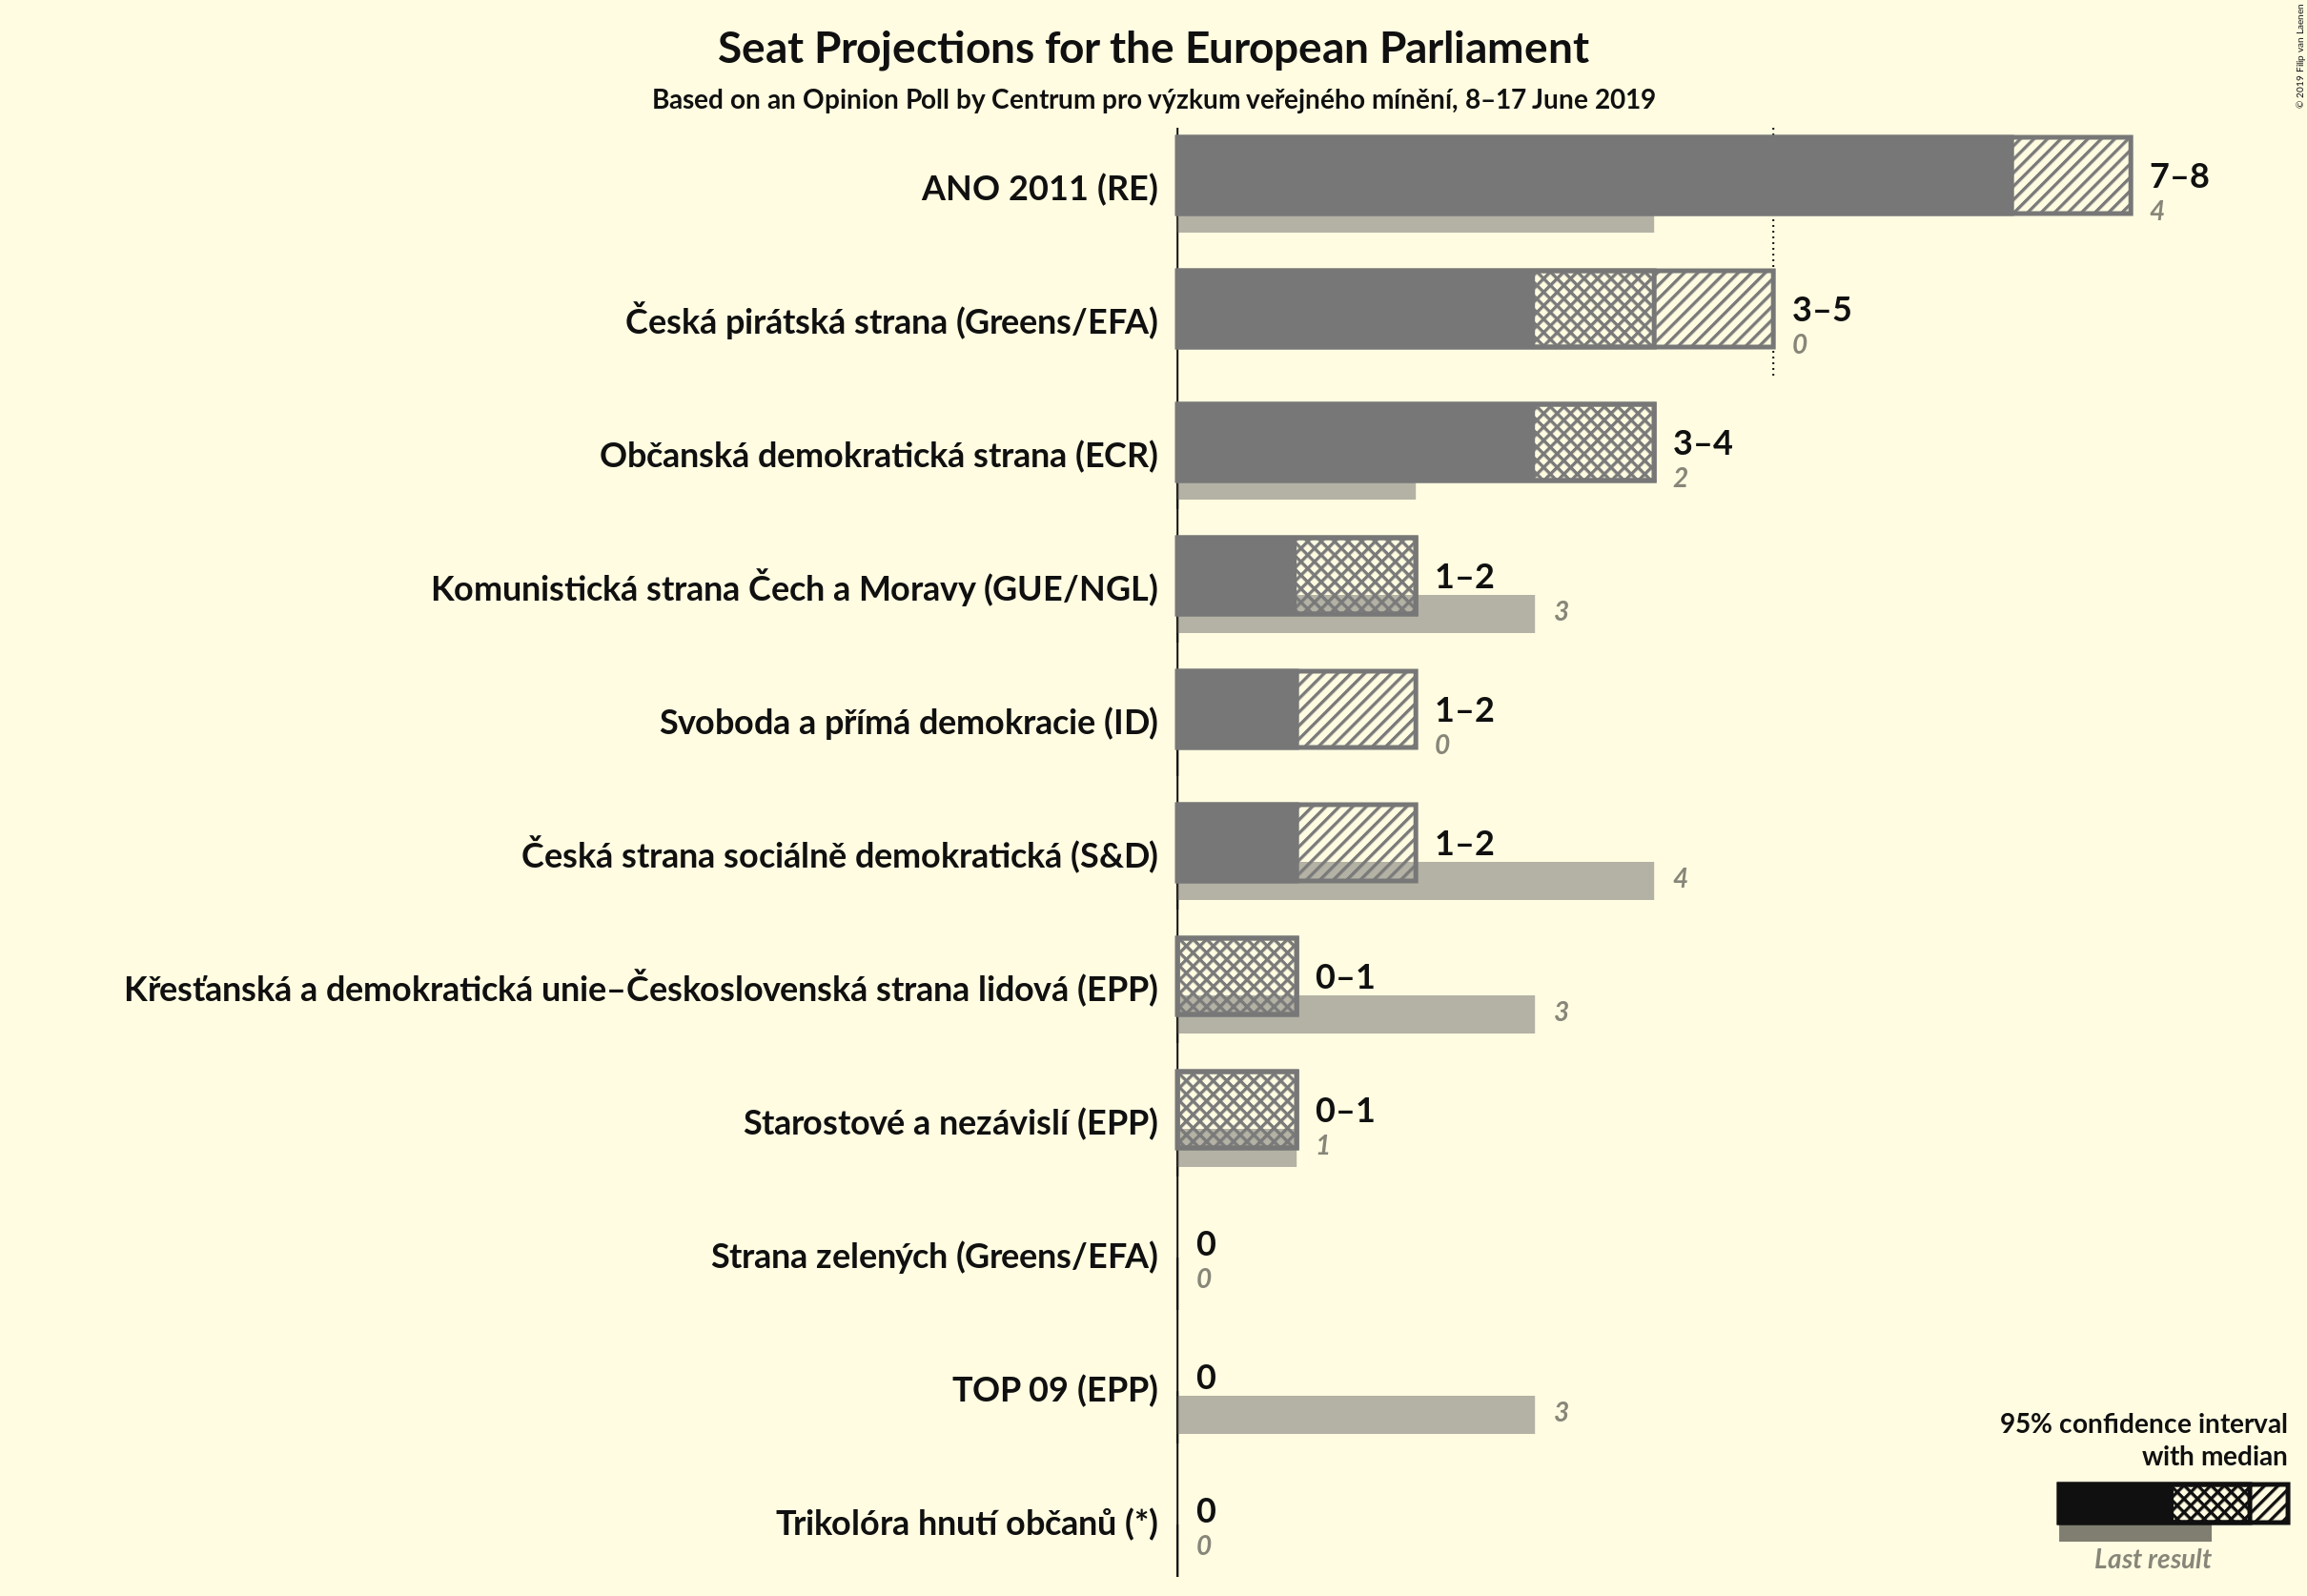 Seat Projections for the European Parliament
Based on an Opinion Poll by Centrum pro výzkum veřejného mínění, 8–17 June 2019
© 2019 Filip van Laenen
ANO 2011 (RE)
7–8
4
Česká pirátská strana (Greens/EFA)
3–5
0
Občanská demokratická strana (ECR)
3–4
2
Komunistická strana Čech a Moravy (GUE/NGL)
1–2
3
Svoboda a přímá demokracie (ID)
1–2
0
Česká strana sociálně demokratická (S&D)
1–2
4
Křesťanská a demokratická unie–Československá strana lidová (EPP)
0–1
3
Starostové a nezávislí (EPP)
0–1
1
Strana zelených (Greens/EFA)
0
0
TOP 09 (EPP)
0
3
Trikolóra hnutí občanů (*)
0
0
95% confidence interval
with median
Last result